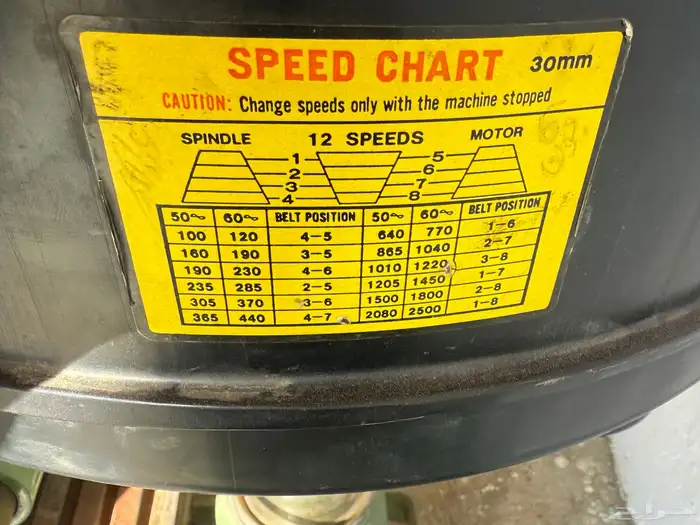 SPEED CHART 30mm
CAUTION: Change speeds only with the machine stopped
SPINDLE 12 SPEEDS MOTOR
1 5
2 6
3 7
4 8
50~ 60~ BELT POSITION 50~ 60~ BELT POSITION
100 120 4-5 640 770 1-6
160 190 3-5 865 1040 2-7
190 230 4-6 1010 1220 3-8
235 285 2-5 1205 1450 1-7
305 370 3-6 1500 1800 2-8
365 440 4-7 2080 2500 1-8
حراج